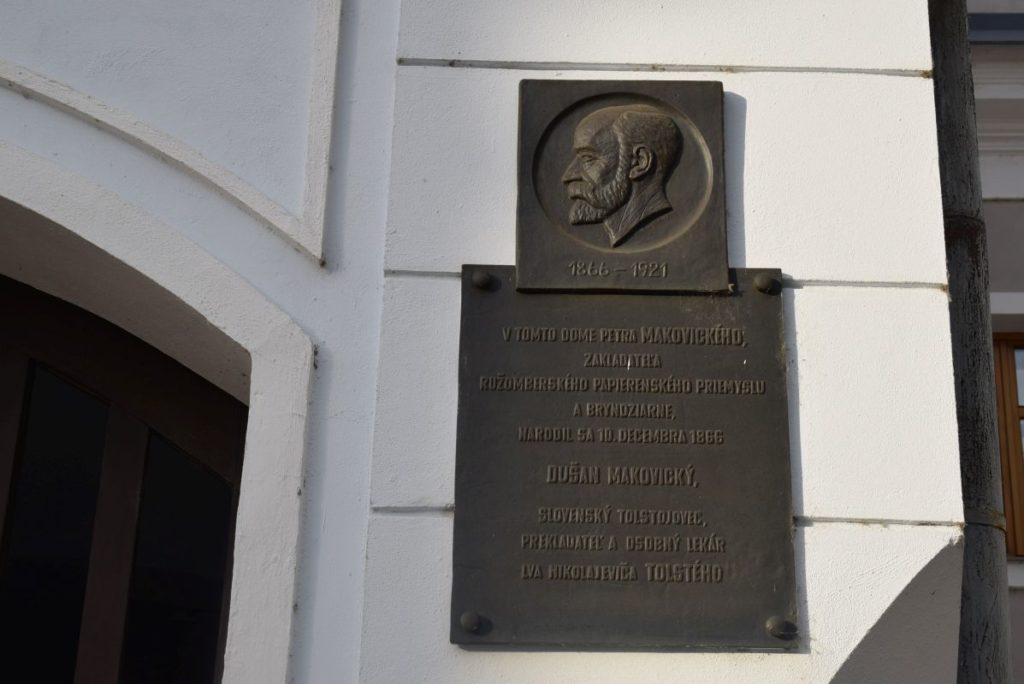 1866 – 1921
V TOMTO DOME PETRA MAKOVICKÉHO,
ZAKLADATEĽA
RUŽOMBERSKÉHO PAPIERENSKÉHO PRIEMYSLU
A BRYNDZIARNE,
NARODIL SA 10. DECEMBRA 1866
DUŠAN MAKOVICKÝ,
SLOVENSKÝ TOLSTOJOVEC,
PREKLADATEĽ A OSOBNÝ LEKÁR
LVA NIKOLAJEVIČA TOLSTÉHO